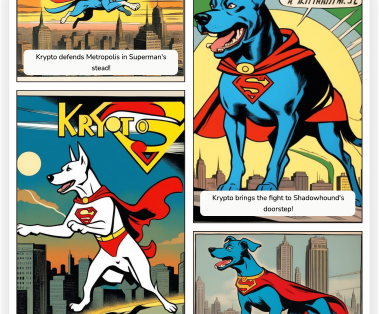 Krypto defends Metropolis in Superman's
stead!
KRYPTO
S
S
Krypto brings the fight to Shadowhound's
doorstep!
S